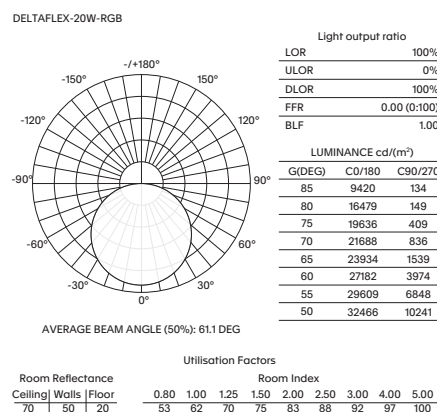 DELTAFLEX-20W-RGB
-/+180°
-150° 150°
-120° 120°
-90° 90°
-60° 60°
-30° 30°
0°
AVERAGE BEAM ANGLE (50%): 61.1 DEG
Light output ratio
LOR 100%
ULOR 0%
DLOR 100%
FFR 0.00 (0:100)
BLF 1.00
LUMINANCE cd/(m²)
G(DEG) C0/180 C90/270
85 9420 134
80 16479 149
75 19636 409
70 21688 836
65 23934 1539
60 27182 3974
55 29609 6848
50 32466 10241
Utilisation Factors
Room Reflectance Room Index
Ceiling Walls Floor 0.80 1.00 1.25 1.50 2.00 2.50 3.00 4.00 5.00
70 50 20 53 62 70 75 83 88 92 97 100